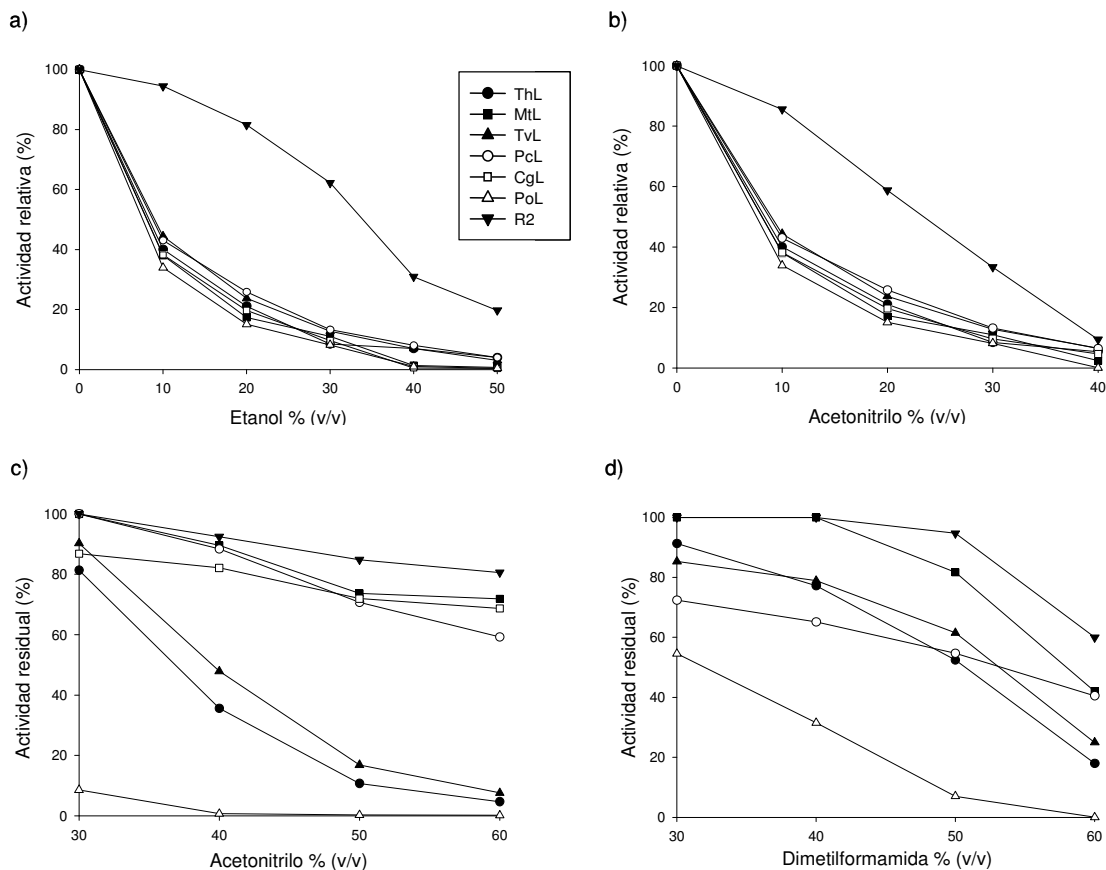 a)
Actividad relativa (%)
100
80
60
40
20
0
0 10 20 30 40 50
Etanol % (v/v)
ThL
MtL
TvL
PcL
CgL
PoL
R2
b)
Actividad relativa (%)
100
80
60
40
20
0
0 10 20 30 40
Acetonitrilo % (v/v)
c)
Actividad residual (%)
100
80
60
40
20
0
30 40 50 60
Acetonitrilo % (v/v)
d)
Actividad residual (%)
100
80
60
40
20
0
30 40 50 60
Dimetilformamida % (v/v)